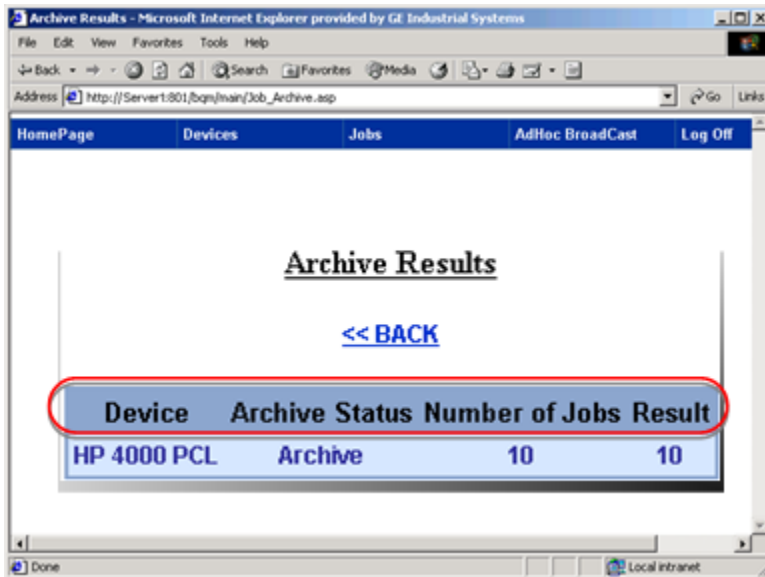 Archive Results - Microsoft Internet Explorer provided by GE Industrial Systems
File Edit View Favorites Tools Help
Back Search Favorites Media
Address http://Server1:801/bqm/main/Job_Archive.asp Go Links
HomePage Devices Jobs AdHoc BroadCast Log Off
Archive Results
<< BACK
Device Archive Status Number of Jobs Result
HP 4000 PCL Archive 10 10
Done Local intranet